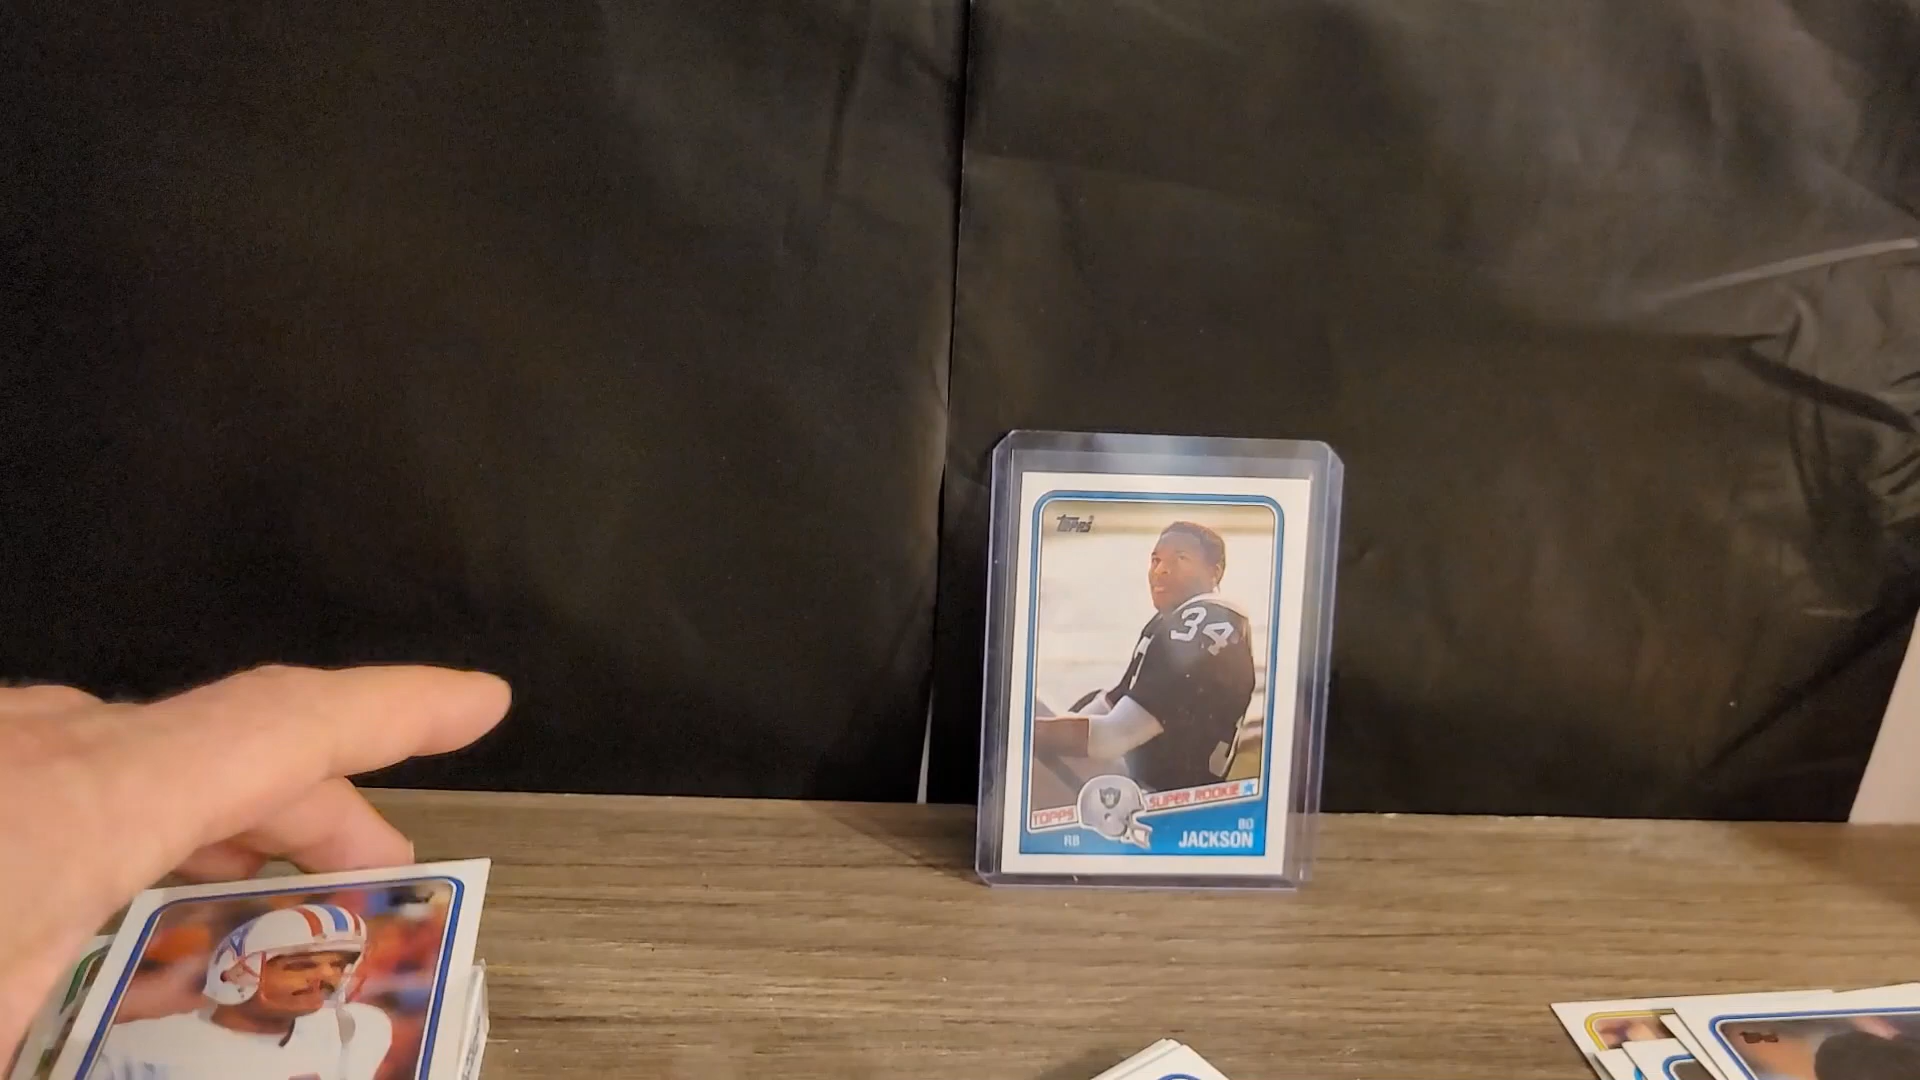 TOPPS
34
TOPPS SUPER ROOKIE
RB
BO
JACKSON